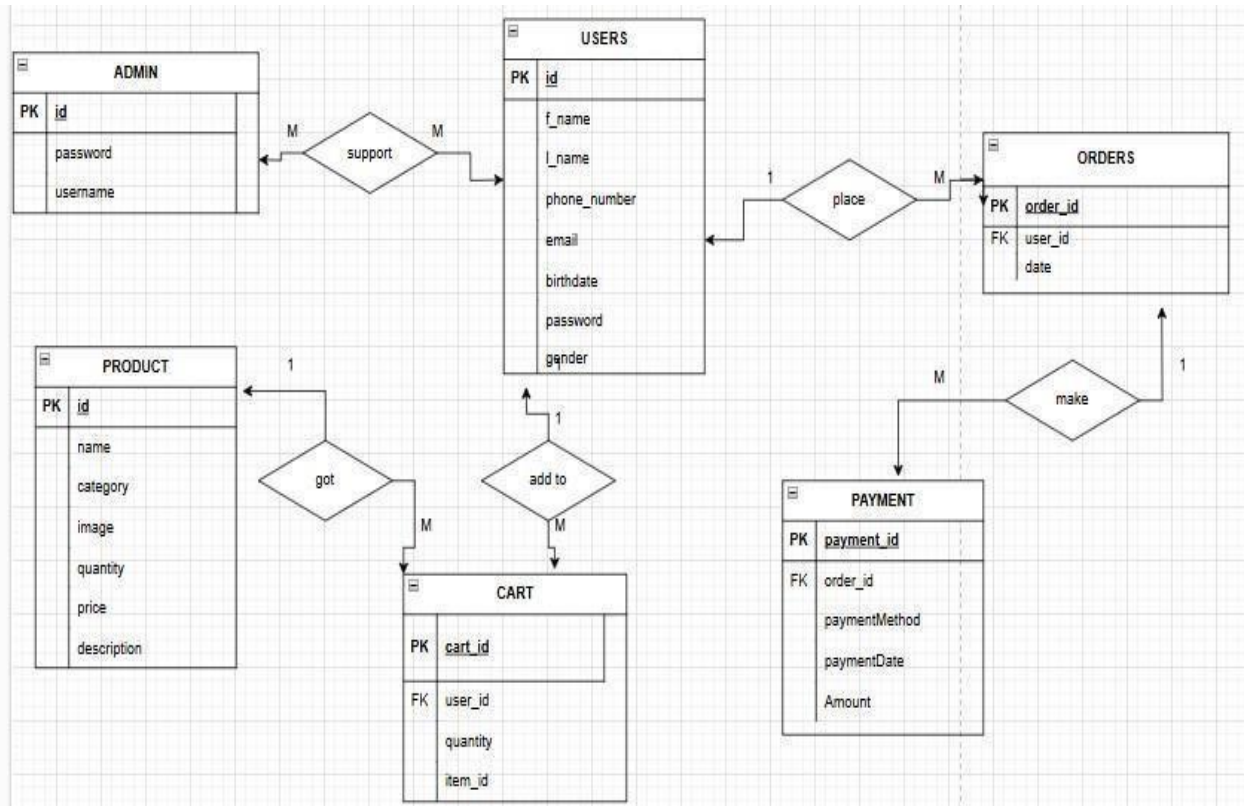 ADMIN
PK id
password
username
M
support
M
USERS
PK id
f_name
l_name
phone_number
email
birthdate
password
gender
1
place
M
ORDERS
PK order_id
FK user_id
date
PRODUCT
PK id
name
category
image
quantity
price
description
1
got
M
1
add to
M
M
make
1
CART
PK cart_id
FK user_id
quantity
item_id
PAYMENT
PK payment_id
FK order_id
paymentMethod
paymentDate
Amount